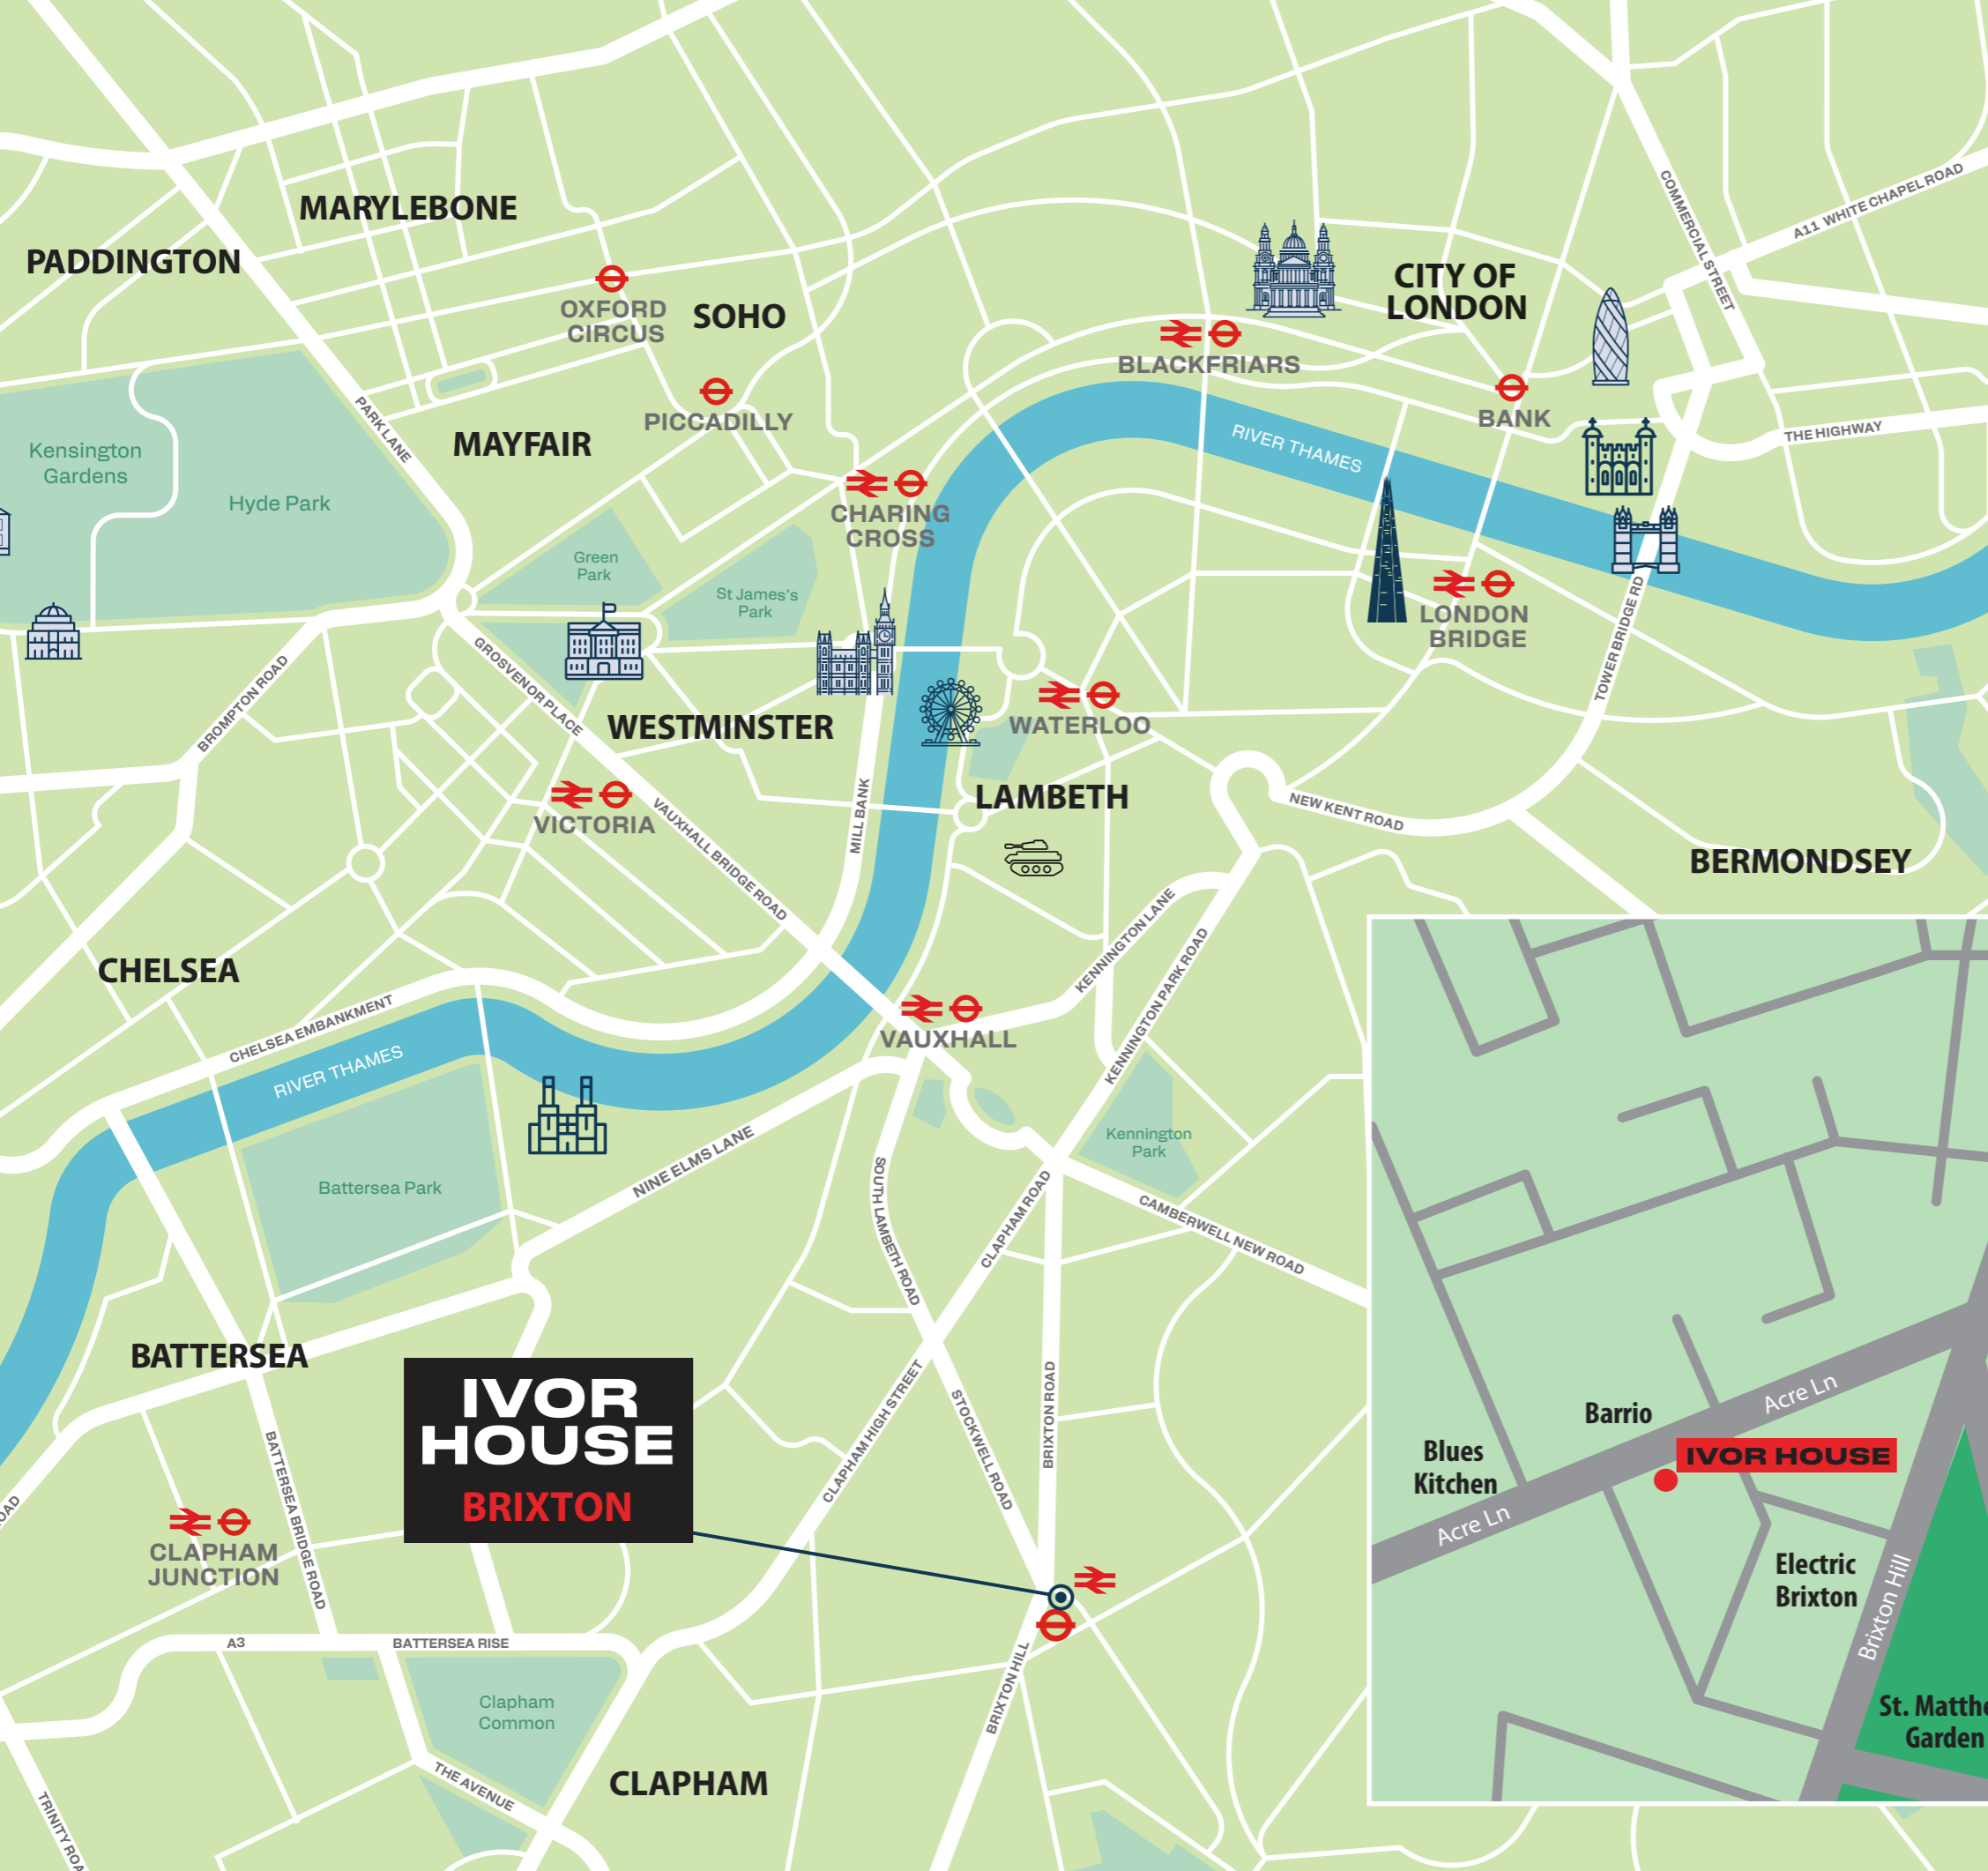 MARYLEBONE
PADDINGTON
OXFORD
CIRCUS
SOHO
PICCADILLY
MAYFAIR
PARK LANE
Kensington
Gardens
Hyde Park
Green
Park
St James's
Park
CHARING
CROSS
BLACKFRIARS
CITY OF
LONDON
BANK
COMMERCIAL STREET
A11 WHITE CHAPEL ROAD
THE HIGHWAY
RIVER THAMES
LONDON
BRIDGE
TOWER BRIDGE RD
BROMPTON ROAD
GROSVENOR PLACE
WESTMINSTER
WATERLOO
VICTORIA
VAUXHALL BRIDGE ROAD
MILL BANK
LAMBETH
NEW KENT ROAD
BERMONDSEY
CHELSEA
CHELSEA EMBANKMENT
RIVER THAMES
VAUXHALL
KENNINGTON LANE
KENNINGTON PARK ROAD
Kennington
Park
Battersea Park
NINE ELMS LANE
SOUTH LAMBETH ROAD
CLAPHAM ROAD
CAMBERWELL NEW ROAD
BATTERSEA
IVOR
HOUSE
BRIXTON
BATTERSEA BRIDGE ROAD
CLAPHAM HIGH STREET
STOCKWELL ROAD
BRIXTON ROAD
CLAPHAM
JUNCTION
A3
BATTERSEA RISE
Clapham
Common
THE AVENUE
CLAPHAM
BRIXTON HILL
Acre Ln
Barrio
IVOR HOUSE
Blues
Kitchen
Acre Ln
Electric
Brixton
Brixton Hill
St. Matthe
Garden
TRINITY ROA
OAD